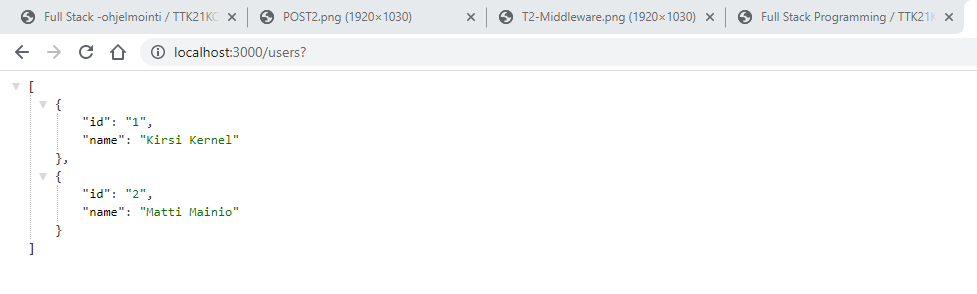 Full Stack -ohjelmointi / TTK21KC
POST2.png (1920×1030)
T2-Middleware.png (1920×1030)
Full Stack Programming / TTK21K
localhost:3000/users?
[
{
"id": "1",
"name": "Kirsi Kernel"
},
{
"id": "2",
"name": "Matti Mainio"
}
]